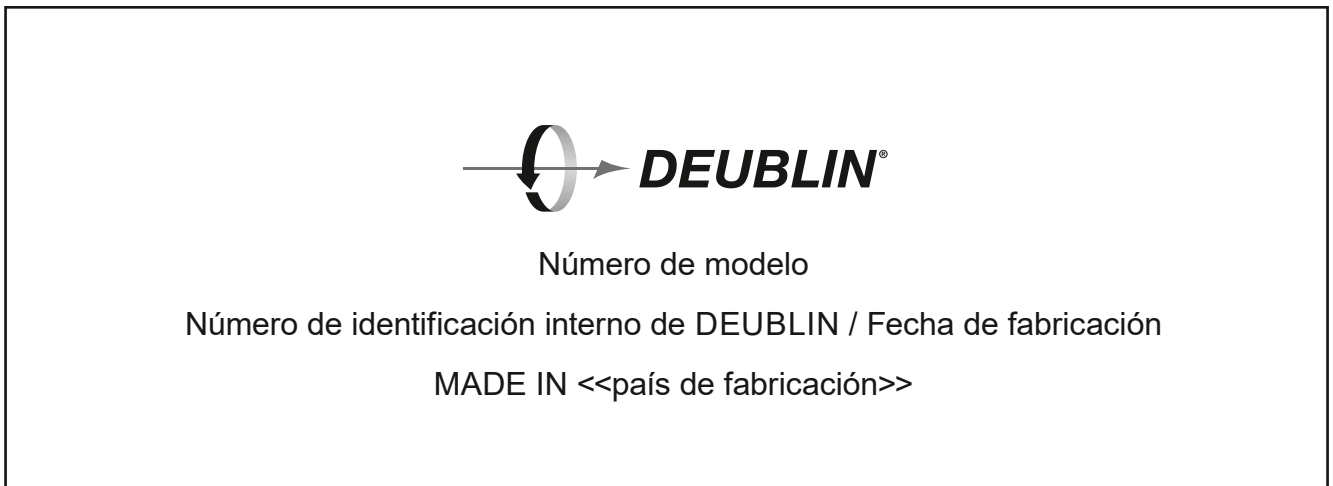 DEUBLIN®
Número de modelo
Número de identificación interno de DEUBLIN / Fecha de fabricación
MADE IN <<país de fabricación>>